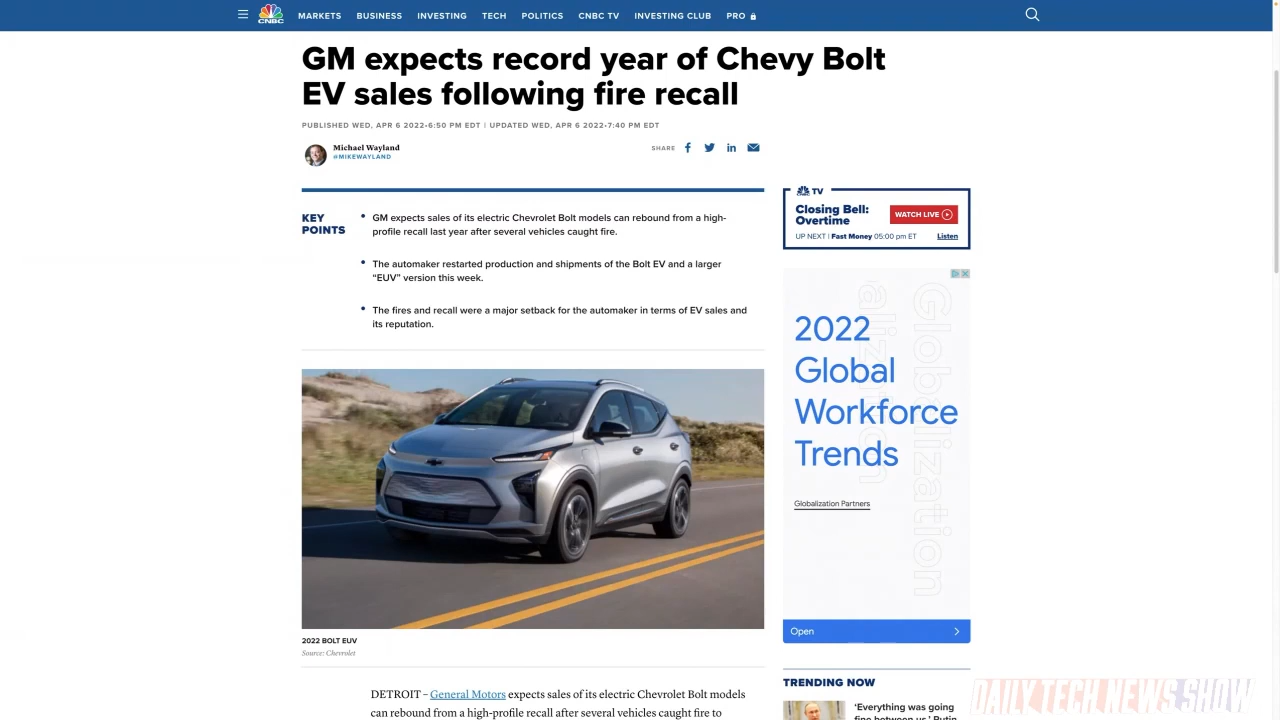 CNBC
MARKETS BUSINESS INVESTING TECH POLITICS CNBC TV INVESTING CLUB PRO
GM expects record year of Chevy Bolt
EV sales following fire recall
PUBLISHED WED, APR 6 2022•6:50 PM EDT | UPDATED WED, APR 6 2022•7:40 PM EDT
Michael Wayland
@MIKEWAYLAND
SHARE
KEY
POINTS
• GM expects sales of its electric Chevrolet Bolt models can rebound from a high-
profile recall last year after several vehicles caught fire.
• The automaker restarted production and shipments of the Bolt EV and a larger
“EUV” version this week.
• The fires and recall were a major setback for the automaker in terms of EV sales and
its reputation.
2022 BOLT EUV
Source: Chevrolet
DETROIT – General Motors expects sales of its electric Chevrolet Bolt models
can rebound from a high-profile recall after several vehicles caught fire to
CNBC TV
Closing Bell:
Overtime
WATCH LIVE
UP NEXT | Fast Money 05:00 pm ET Listen
2022
Global
Workforce
Trends
Globalization Partners
Globalization
alization
Open
TRENDING NOW
‘Everything was going
fine between us,’ Putin
DAILY TECH NEWS SHOW